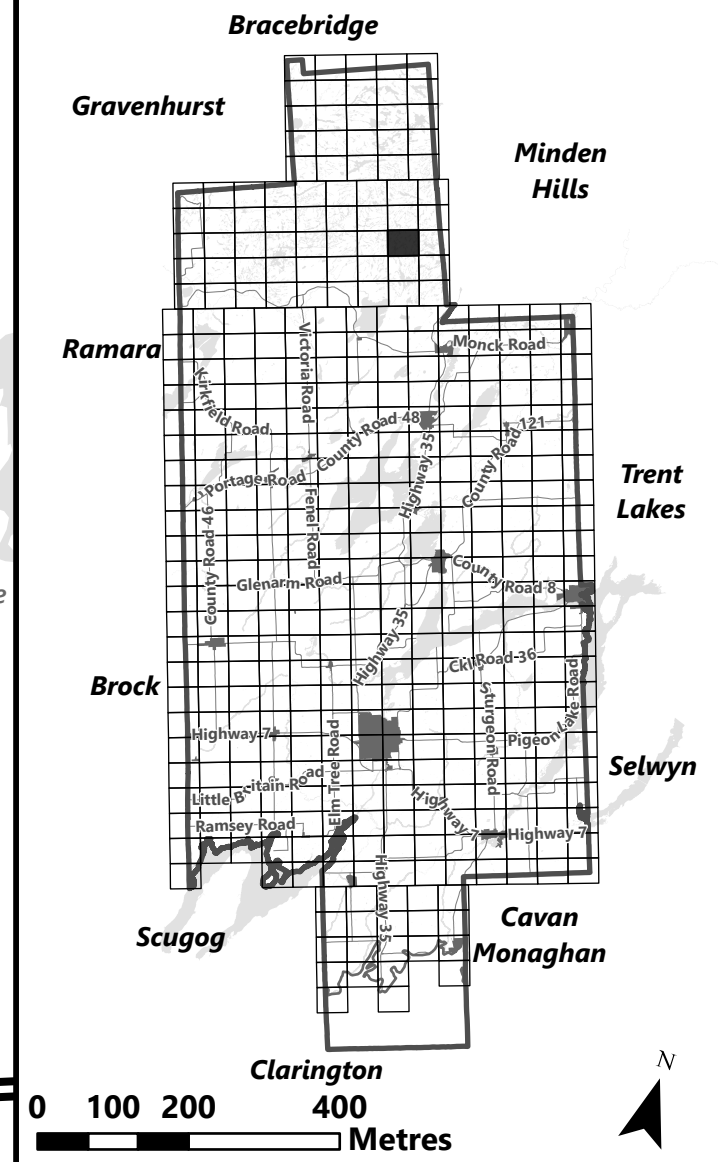 Bracebridge
Gravenhurst
Minden
Hills
Ramara
Monck Road
Victoria Road
Kirkfield Road
County Road 48
County Road 121
Highway 35
Portage Road
Trent
Lakes
Fenel Road
County Road 46
Glenarm Road
County Road 8
e
Highway 35
Ckl Road 36
Brock
Sturgeon Road
Pigeon Lake Road
Highway 7
Elm Tree Road
Selwyn
Little Britain Road
Highway 7
Ramsey Road
Highway 7
Highway 35
Scugog
Cavan
Monaghan
Clarington
N
0 100 200 400
Metres